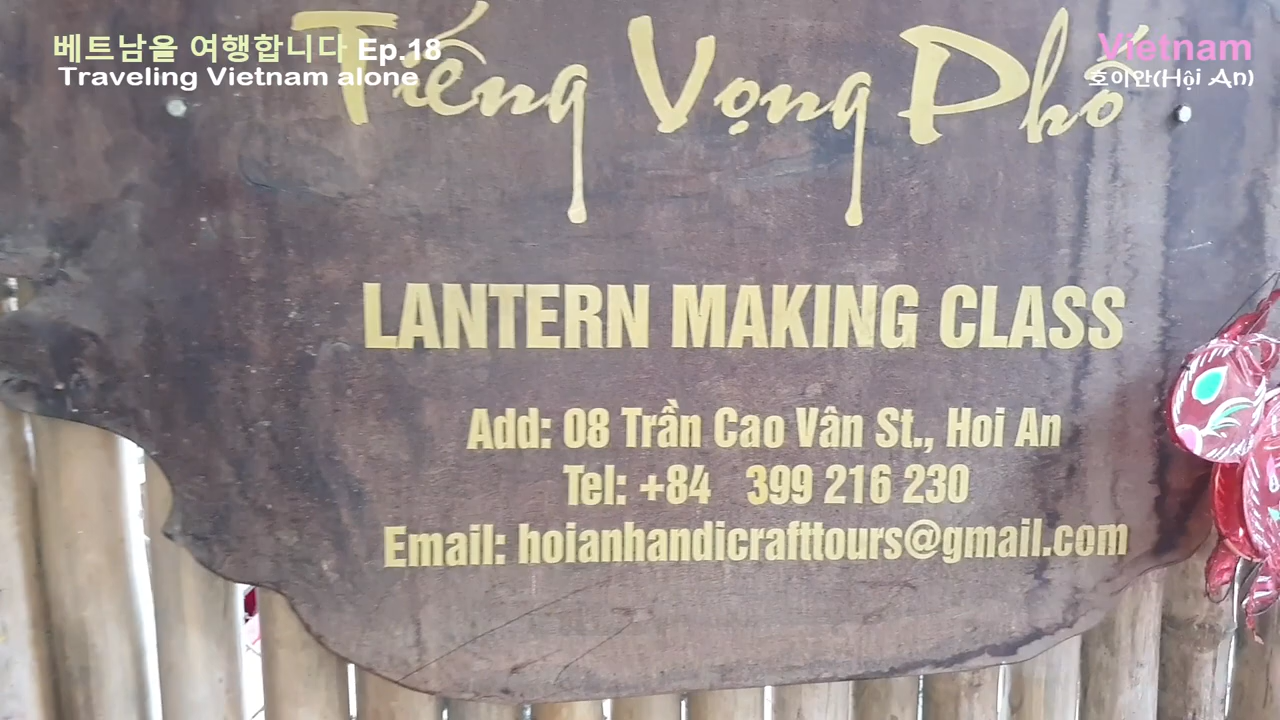 베트남을 여행합니다 Ep.18
Traveling Vietnam alone
Vietnam
호이안(Hội An)
Tiếng Vọng Phố
LANTERN MAKING CLASS
Add: 08 Trần Cao Vân St., Hoi An
Tel: +84 399 216 230
Email: hoianhandicrafttours@gmail.com